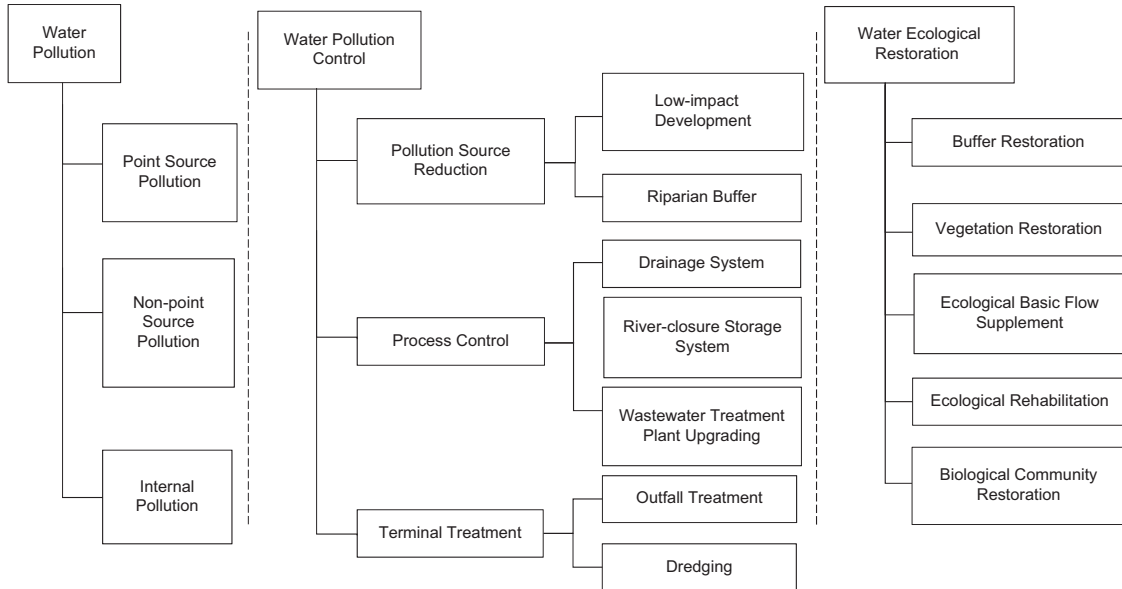 Water
Pollution
Point Source
Pollution
Non-point
Source
Pollution
Internal
Pollution
Water Pollution
Control
Pollution Source
Reduction
Low-impact
Development
Riparian Buffer
Process Control
Drainage System
River-closure Storage
System
Wastewater Treatment
Plant Upgrading
Terminal Treatment
Outfall Treatment
Dredging
Water Ecological
Restoration
Buffer Restoration
Vegetation Restoration
Ecological Basic Flow
Supplement
Ecological Rehabilitation
Biological Community
Restoration